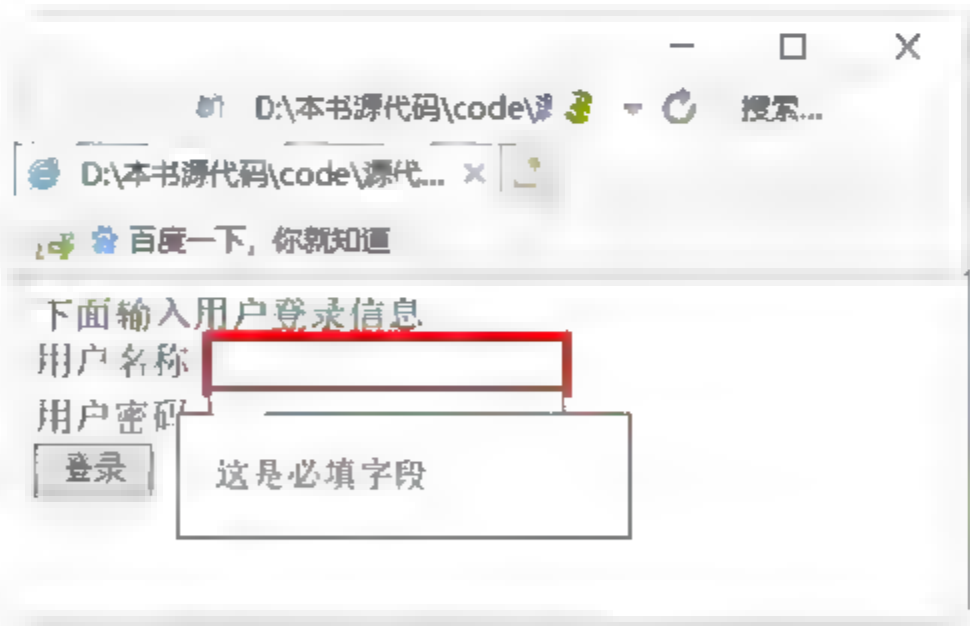 D:\本书源代码\code\源 搜索...
D:\本书源代码\code\源代... ×
百度一下，你就知道
下面输入用户登录信息
用户名称
用户密码
登录
这是必填字段